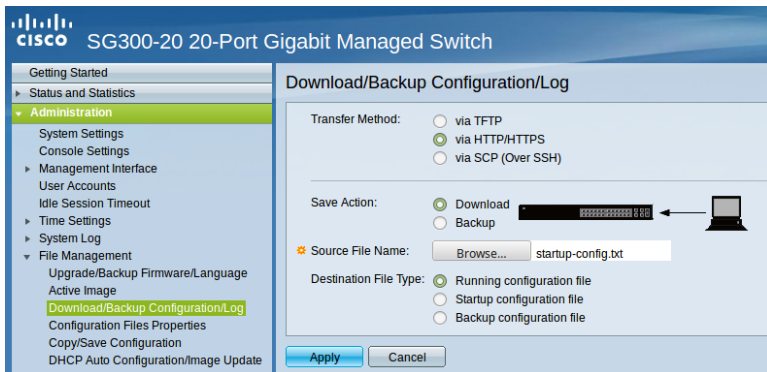 CISCO SG300-20 20-Port Gigabit Managed Switch
Getting Started
Status and Statistics
Administration
System Settings
Console Settings
Management Interface
User Accounts
Idle Session Timeout
Time Settings
System Log
File Management
Upgrade/Backup Firmware/Language
Active Image
Download/Backup Configuration/Log
Configuration Files Properties
Copy/Save Configuration
DHCP Auto Configuration/Image Update
Download/Backup Configuration/Log
Transfer Method: via TFTP
via HTTP/HTTPS
via SCP (Over SSH)
Save Action: Download
Backup
Source File Name: Browse... startup-config.txt
Destination File Type: Running configuration file
Startup configuration file
Backup configuration file
Apply Cancel